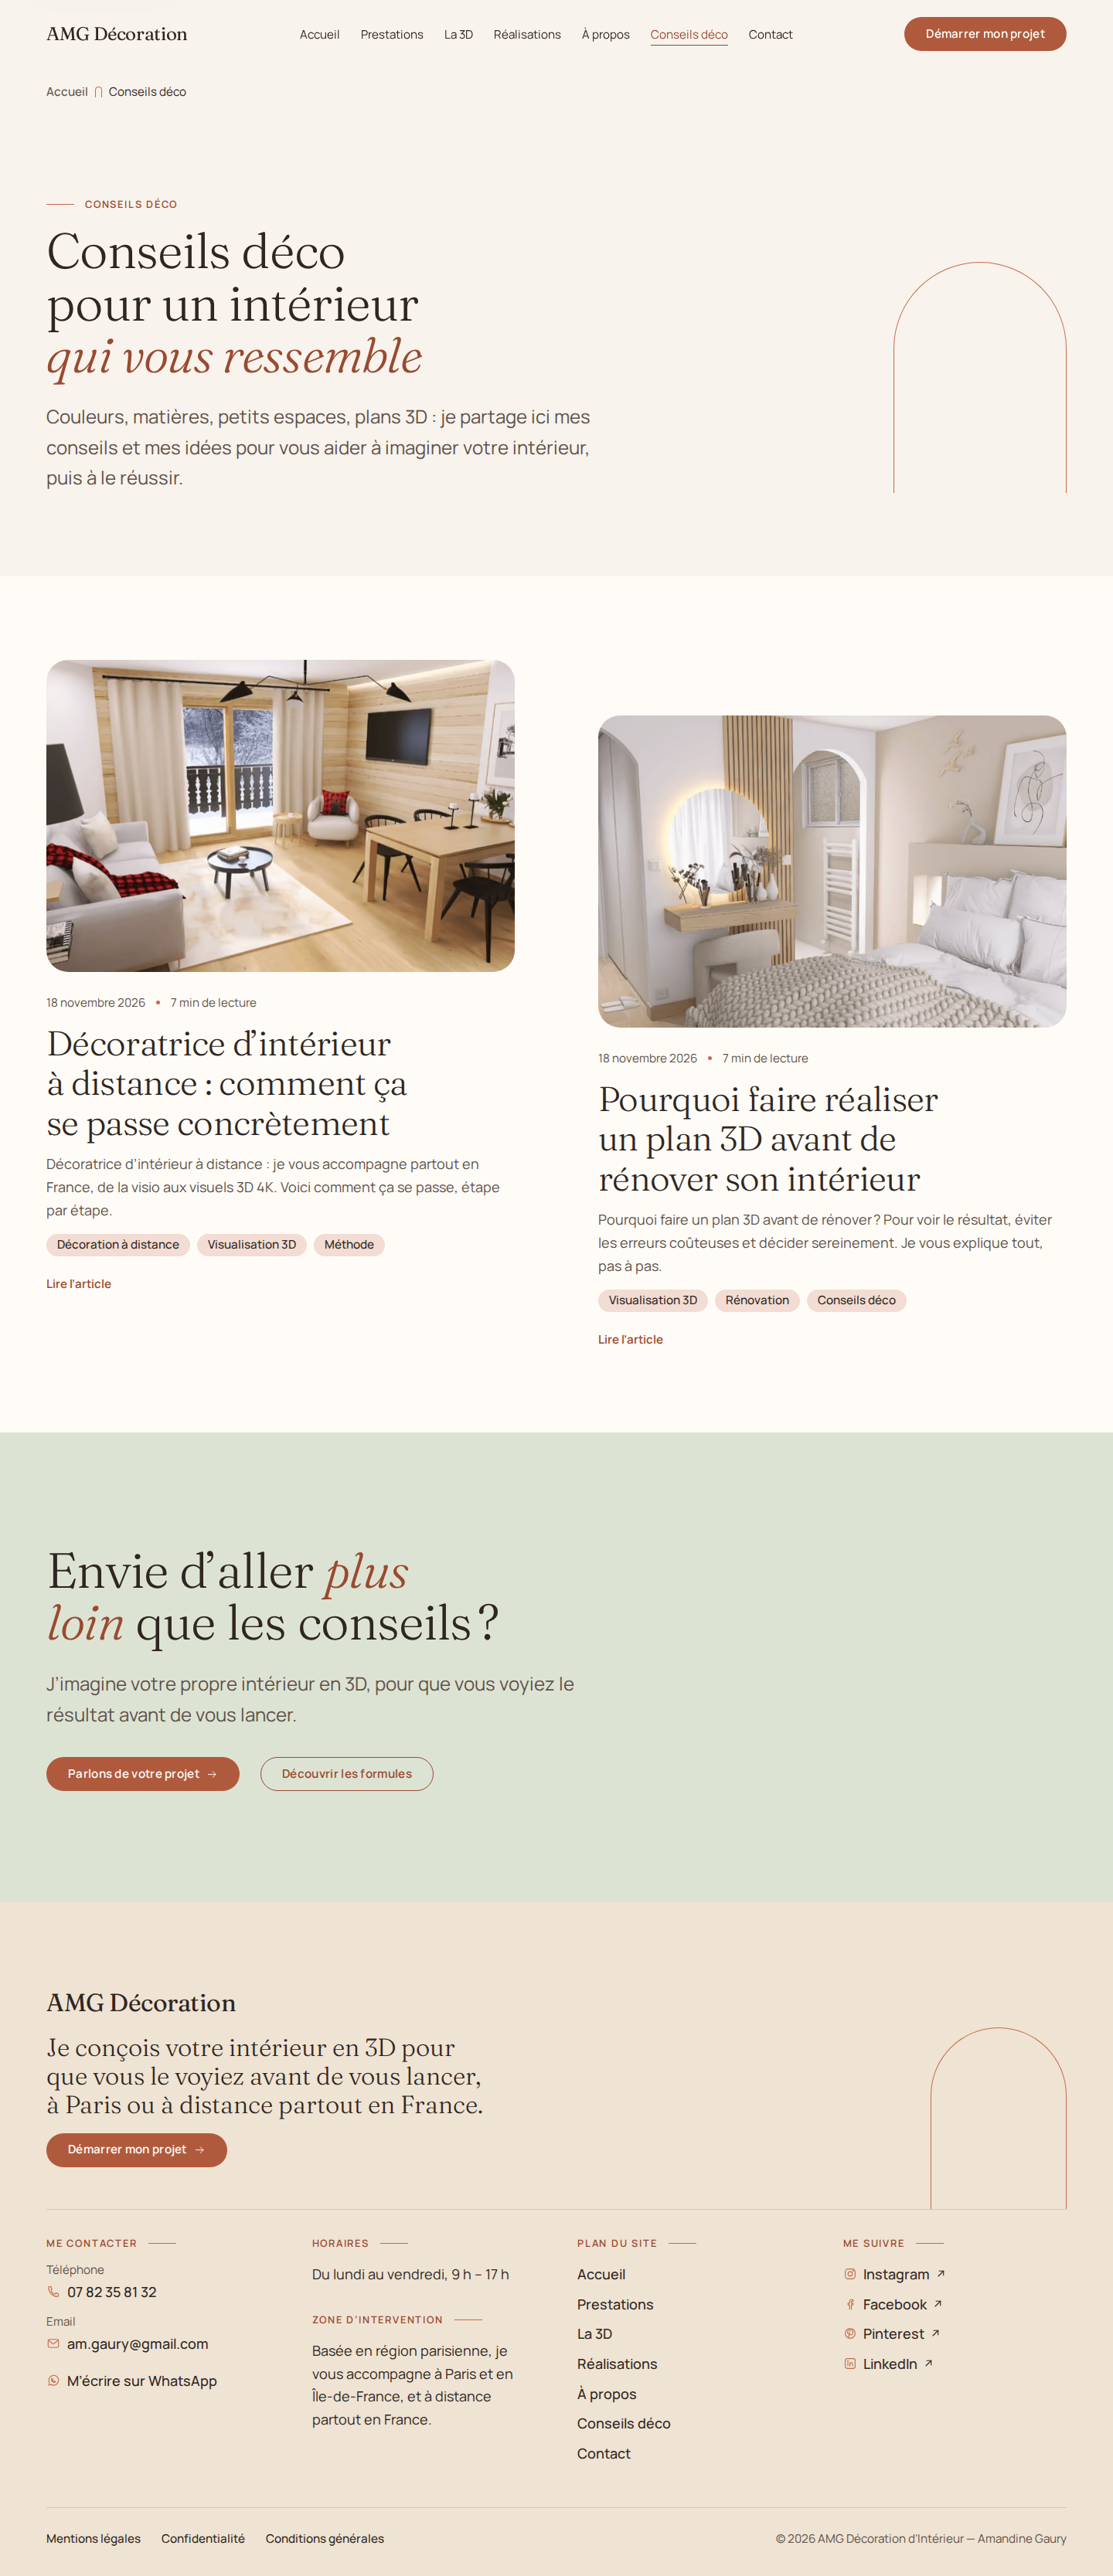 AMG Décoration
Accueil
Prestations
La 3D
Réalisations
À propos
Conseils déco
Contact
Démarrer mon projet
Accueil
Conseils déco
CONSEILS DÉCO
Conseils déco
pour un intérieur
qui vous ressemble
Couleurs, matières, petits espaces, plans 3D : je partage ici mes
conseils et mes idées pour vous aider à imaginer votre intérieur,
puis à le réussir.
18 novembre 2026 • 7 min de lecture
Décoratrice d’intérieur
à distance : comment ça
se passe concrètement
Décoratrice d’intérieur à distance : je vous accompagne partout en
France, de la visio aux visuels 3D 4K. Voici comment ça se passe, étape
par étape.
Décoration à distance
Visualisation 3D
Méthode
Lire l’article
18 novembre 2026 • 7 min de lecture
Pourquoi faire réaliser
un plan 3D avant de
rénover son intérieur
Pourquoi faire un plan 3D avant de rénover ? Pour voir le résultat, éviter
les erreurs coûteuses et décider sereinement. Je vous explique tout,
pas à pas.
Visualisation 3D
Rénovation
Conseils déco
Lire l’article
Envie d’aller plus
loin que les conseils ?
J’imagine votre propre intérieur en 3D, pour que vous voyiez le
résultat avant de vous lancer.
Parlons de votre projet →
Découvrir les formules
AMG Décoration
Je conçois votre intérieur en 3D pour
que vous le voyiez avant de vous lancer,
à Paris ou à distance partout en France.
Démarrer mon projet →
ME CONTACTER
Téléphone
07 82 35 81 32
Email
am.gaury@gmail.com
M’écrire sur WhatsApp
HORAIRES
Du lundi au vendredi, 9 h – 17 h
ZONE D’INTERVENTION
Basée en région parisienne, je
vous accompagne à Paris et en
Île-de-France, et à distance
partout en France.
PLAN DU SITE
Accueil
Prestations
La 3D
Réalisations
À propos
Conseils déco
Contact
ME SUIVRE
Instagram ↗
Facebook ↗
Pinterest ↗
LinkedIn ↗
Mentions légales
Confidentialité
Conditions générales
© 2026 AMG Décoration d’Intérieur — Amandine Gaury